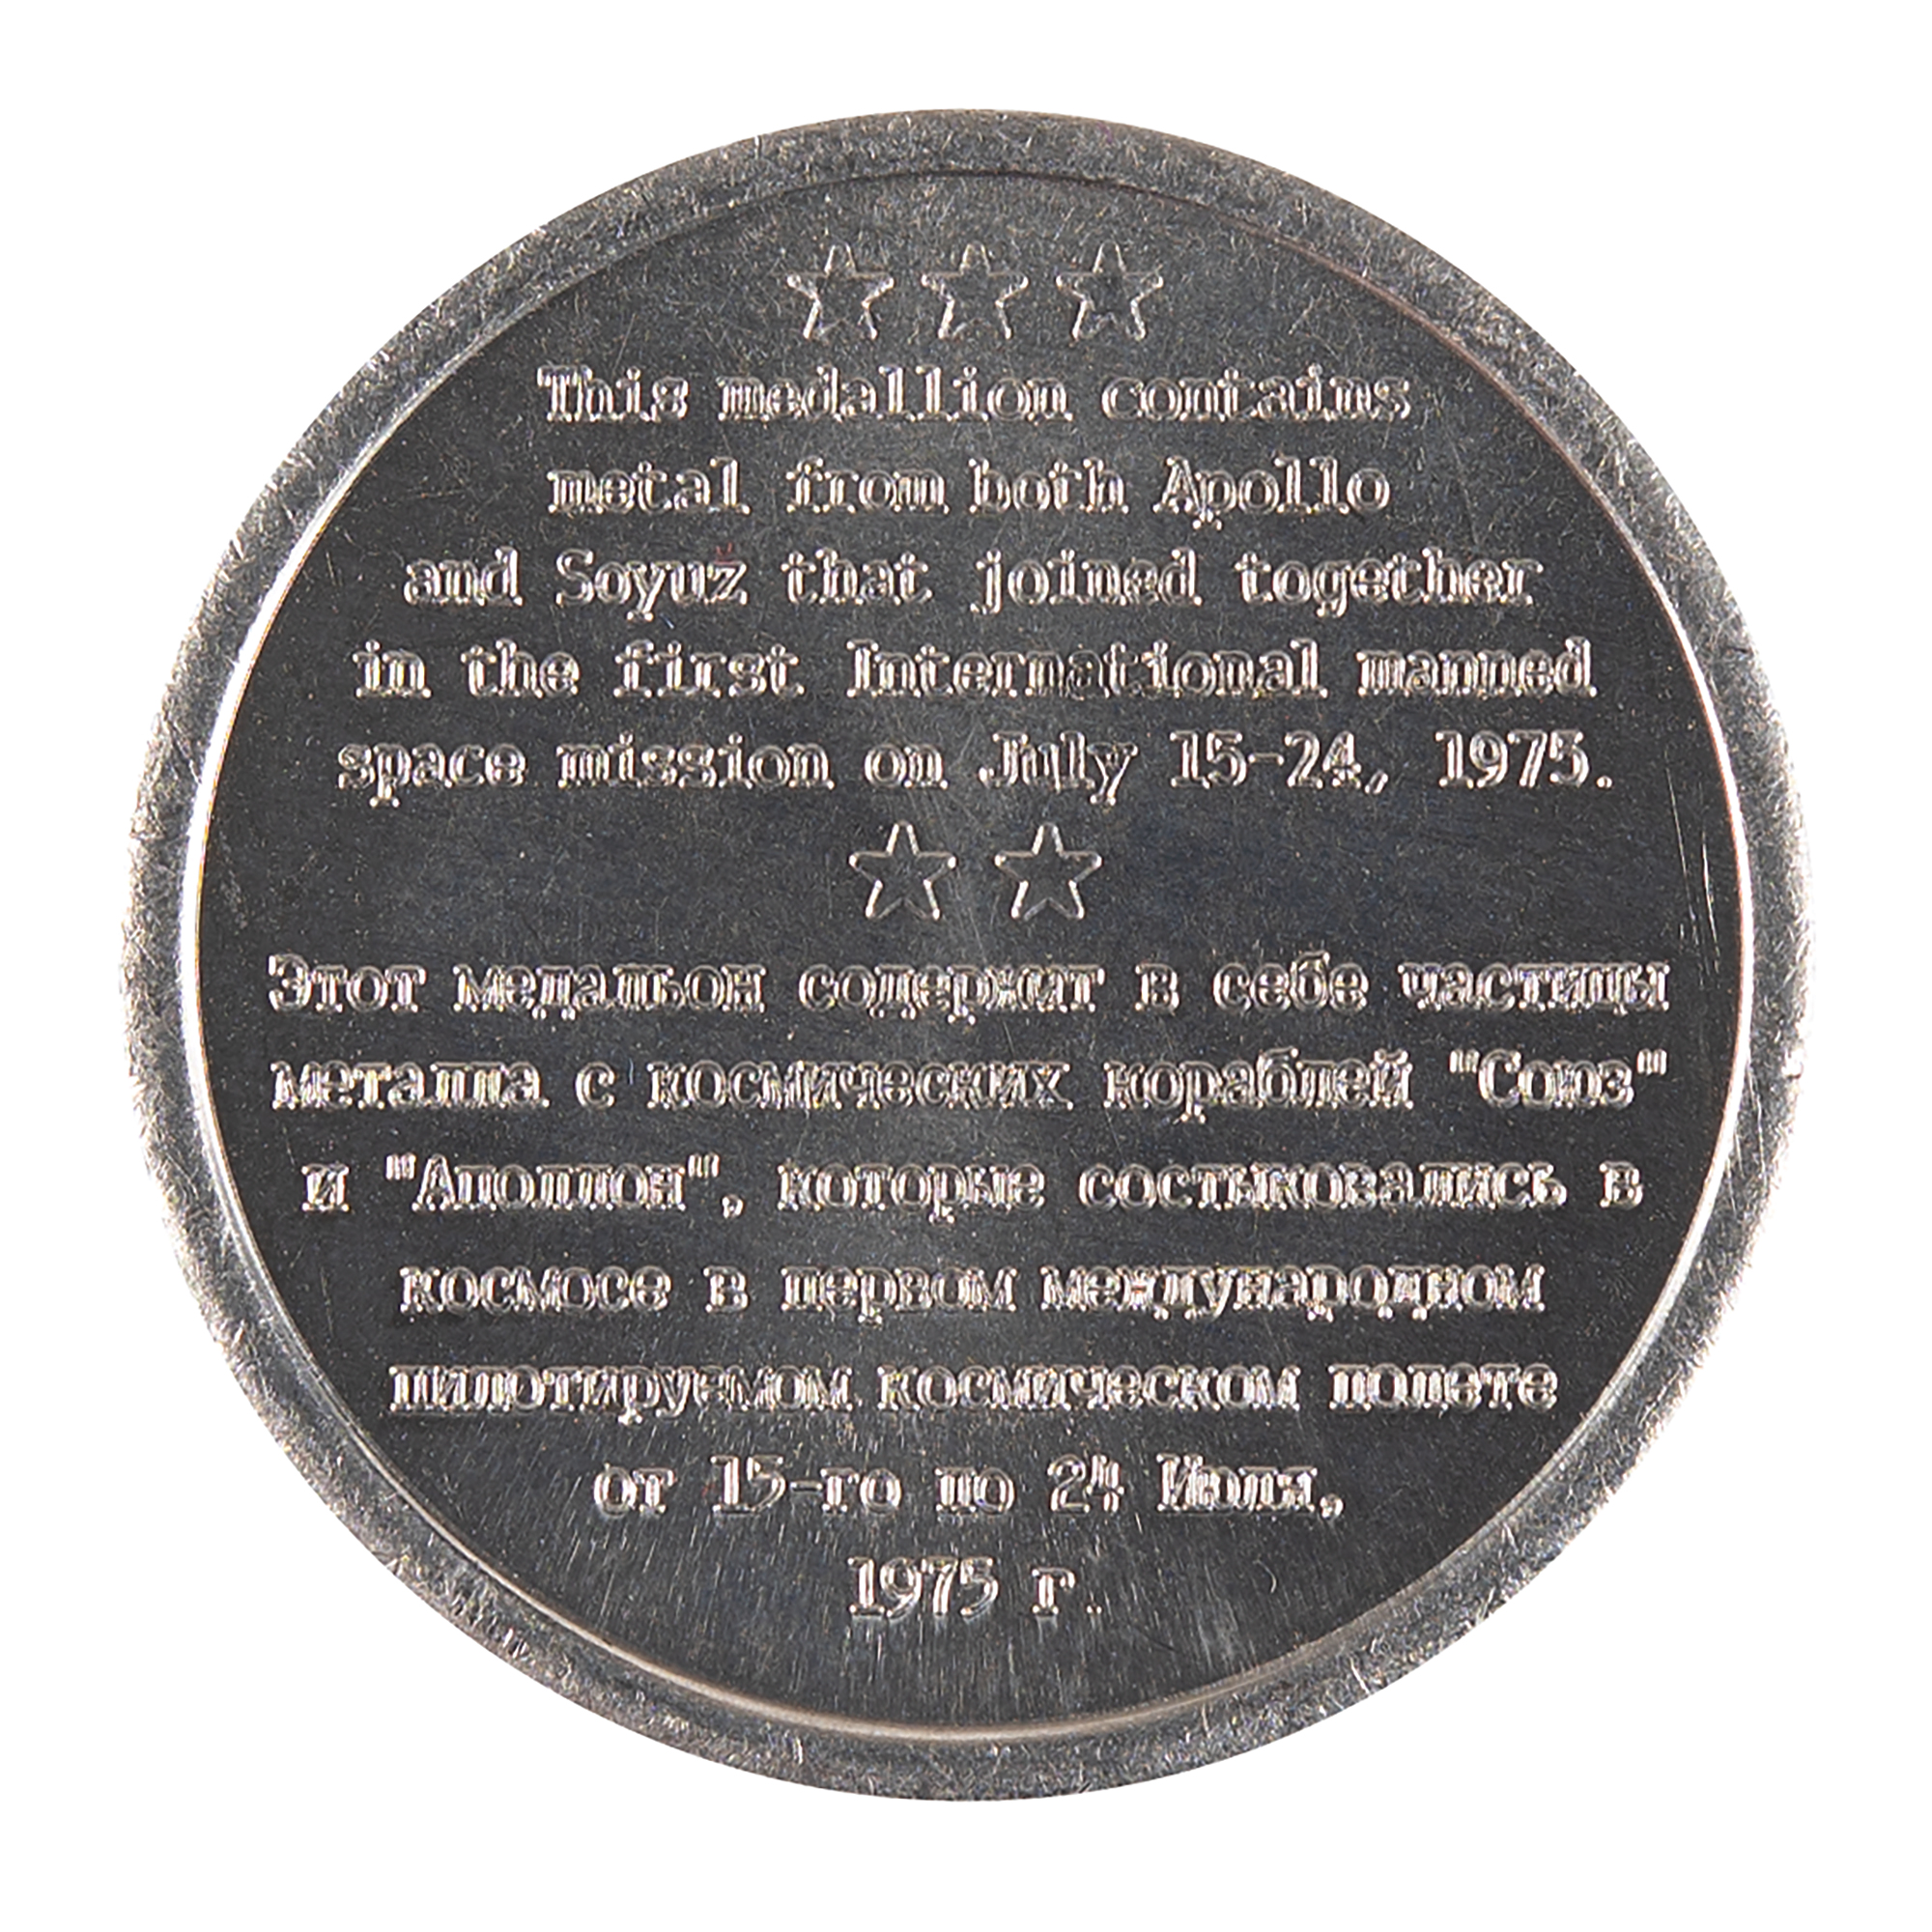 This medallion contains
metal from both Apollo
and Soyuz that joined together
in the first International manned
space mission on July 15-24, 1975.
Этот медальон содержит в себе частицы
металла с космических кораблей "Союз"
и "Аполлон", которые состыковались в
космосе в первом международном
пилотируемом космическом полете
от 15-го по 24 Июля,
1975 г.